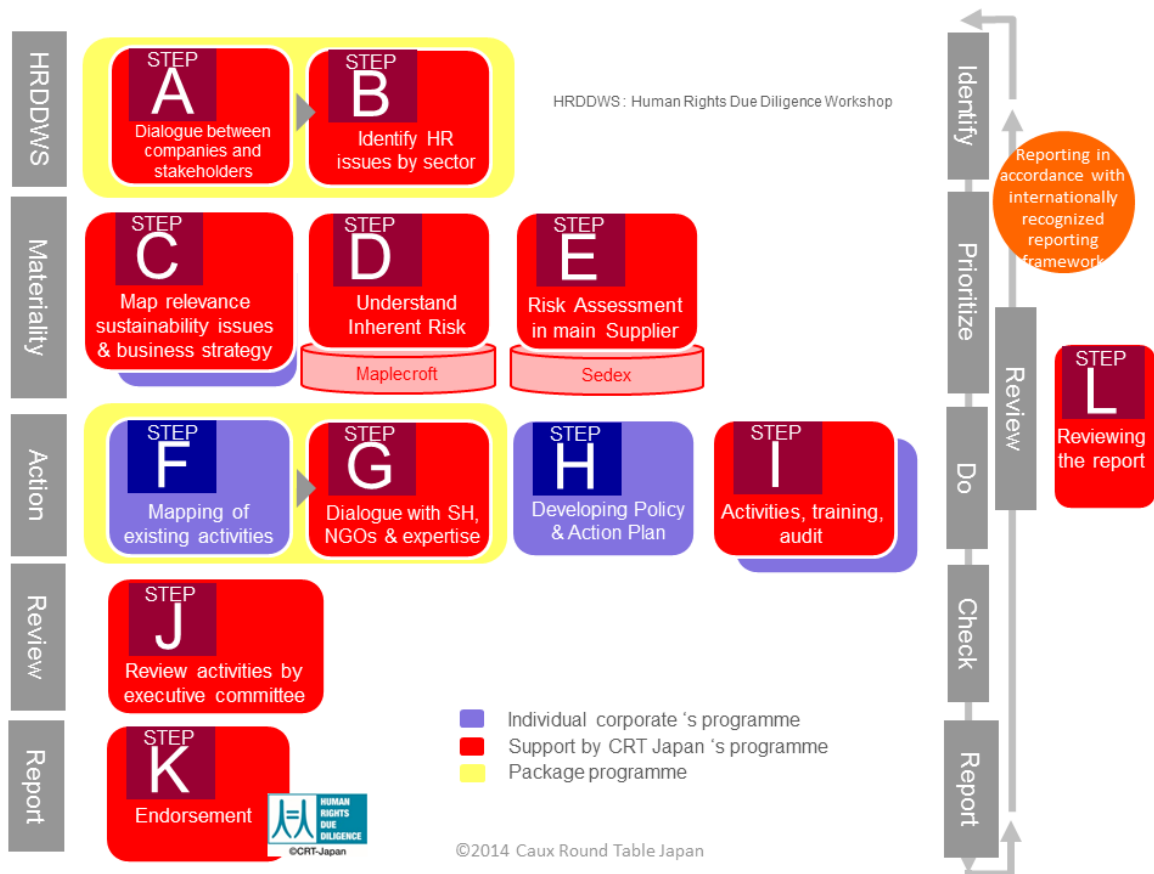 HRDDWS
STEP
A
Dialogue between
companies and
stakeholders
STEP
B
Identify HR
issues by sector
HRDDWS : Human Rights Due Diligence Workshop
Materiality
STEP
C
Map relevance
sustainability issues
& business strategy
STEP
D
Understand
Inherent Risk
Maplecroft
STEP
E
Risk Assessment
in main Supplier
Sedex
Action
STEP
F
Mapping of
existing activities
STEP
G
Dialogue with SH,
NGOs & expertise
STEP
H
Developing Policy
& Action Plan
STEP
I
Activities, training,
audit
Review
STEP
J
Review activities by
executive committee
Report
STEP
K
Endorsement
HUMAN
RIGHTS
DUE
DILIGENCE
©CRT-Japan
Individual corporate ‘s programme
Support by CRT Japan ‘s programme
Package programme
©2014 Caux Round Table Japan
Identify
Prioritize
Do
Check
Report
Reporting in
accordance with
internationally
recognized
reporting
framework
Review
STEP
L
Reviewing
the report